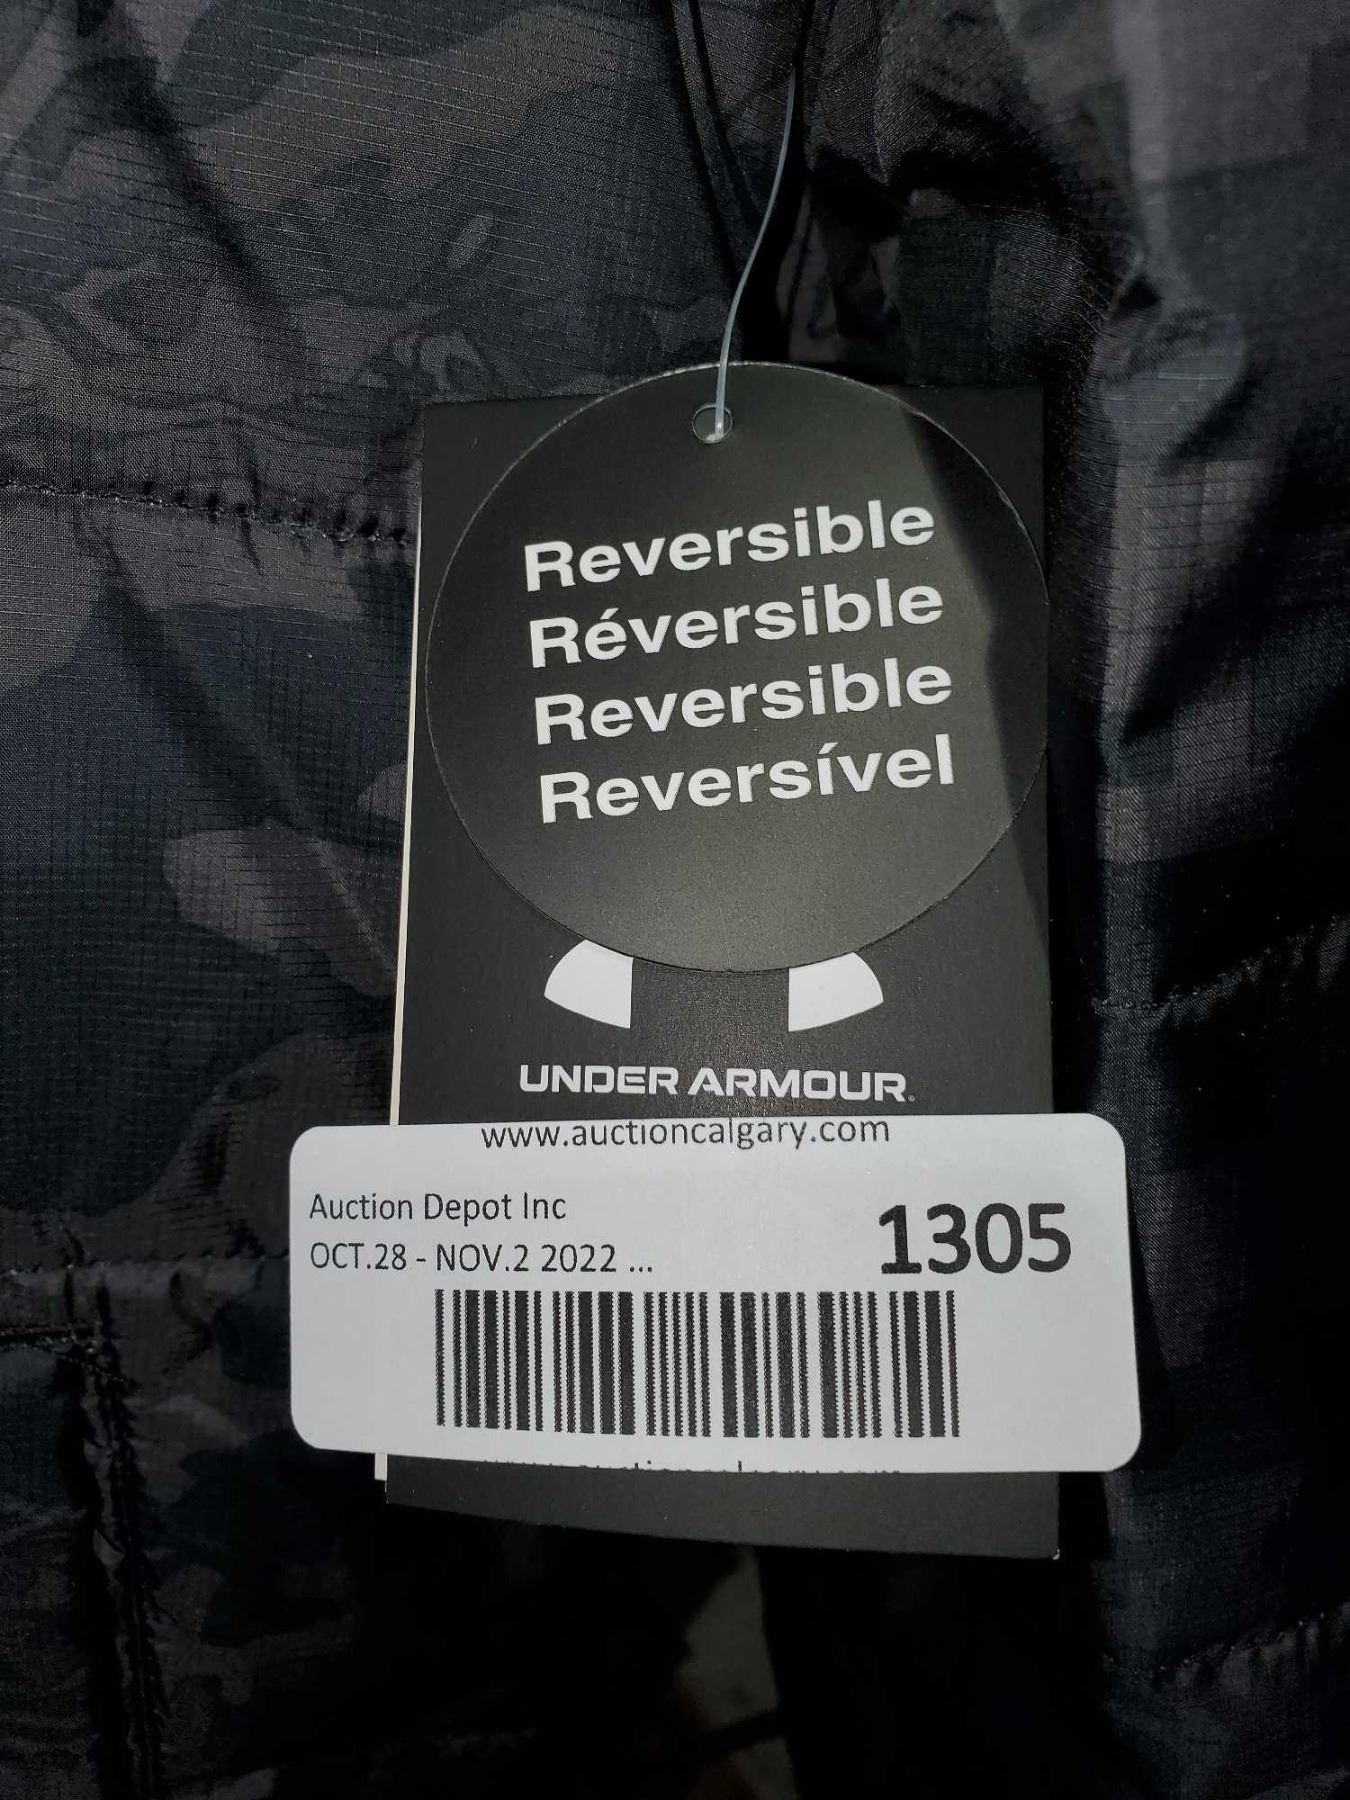 Reversible
Réversible
Reversible
Reversível
UNDER ARMOUR.
www.auctioncalgary.com
Auction Depot Inc
1305
OCT.28 - NOV.2 2022 ...